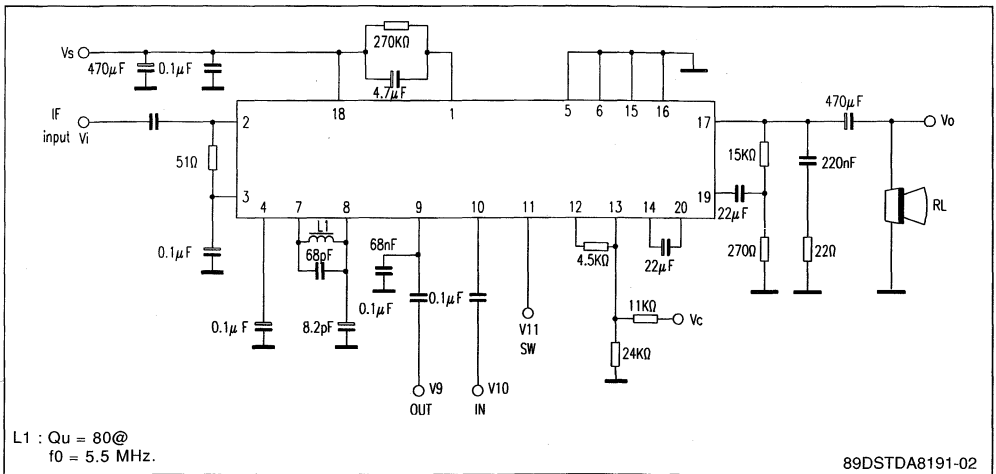 270KΩ
Vs
470μF 0.1μF
4.7μF
470μF
18 1 5 6 15 16
IF
input Vi
2 17 Vo
51Ω 15KΩ 220nF
3 19
22μF RL
4 7 8 9 10 11 12 13 14 20
L1
0.1μF 68pF 68nF 4.5KΩ 22μF 270Ω 22Ω
0.1μF 8.2pF 0.1μF 0.1μF
V11
SW
11KΩ Vc
24KΩ
V9 V10
OUT IN
L1 : Qu = 80@
f0 = 5.5 MHz.
89DSTDA8191-02